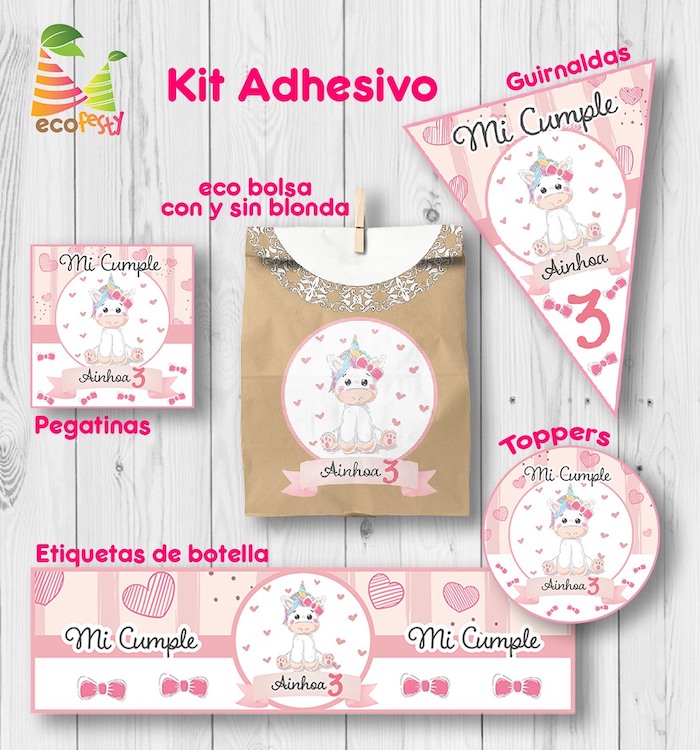 ecofesty
Kit Adhesivo
Guirnaldas
Mi Cumple
Ainhoa
3
eco bolsa
con y sin blonda
Ainhoa 3
Mi Cumple
Ainhoa 3
Pegatinas
Toppers
Mi Cumple
Ainhoa 3
Etiquetas de botella
Mi Cumple
Mi Cumple
Ainhoa 3